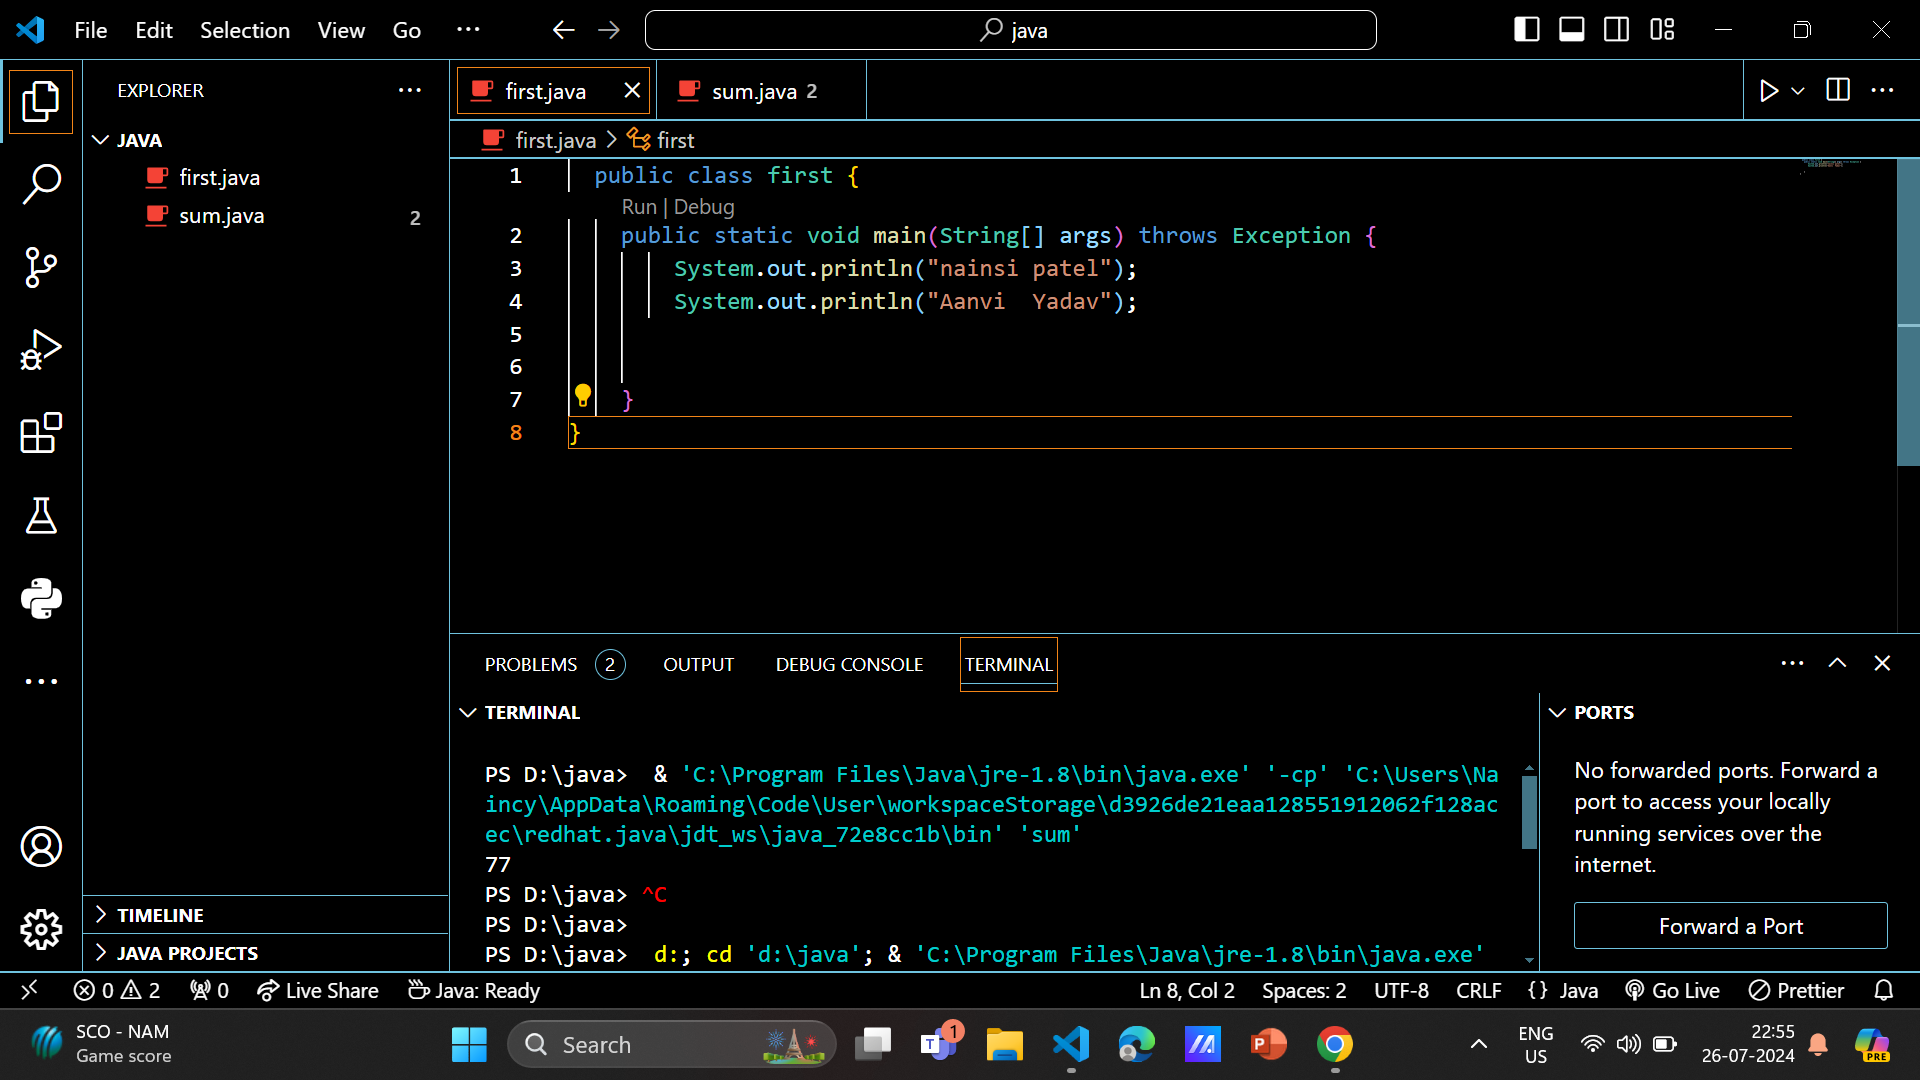 File Edit Selection View Go ··· java
EXPLORER ···
JAVA
first.java
sum.java 2
TIMELINE
JAVA PROJECTS
first.java sum.java 2
first.java > first
1 public class first {
Run | Debug
2 public static void main(String[] args) throws Exception {
3 System.out.println("nainsi patel");
4 System.out.println("Aanvi  Yadav");
5
6
7 }
8 }
PROBLEMS 2 OUTPUT DEBUG CONSOLE TERMINAL
TERMINAL
PS D:\java>  & 'C:\Program Files\Java\jre-1.8\bin\java.exe' '-cp' 'C:\Users\Na
incy\AppData\Roaming\Code\User\workspaceStorage\d3926de21eaa128551912062f128ac
ec\redhat.java\jdt_ws\java_72e8cc1b\bin' 'sum'
77
PS D:\java> ^C
PS D:\java>
PS D:\java>  d:; cd 'd:\java'; & 'C:\Program Files\Java\jre-1.8\bin\java.exe'
PORTS
No forwarded ports. Forward a
port to access your locally
running services over the
internet.
Forward a Port
0 2 0 Live Share Java: Ready Ln 8, Col 2 Spaces: 2 UTF-8 CRLF {} Java Go Live Prettier
SCO - NAM
Game score
Search
T 1
P
ENG
US
22:55
26-07-2024
PRE